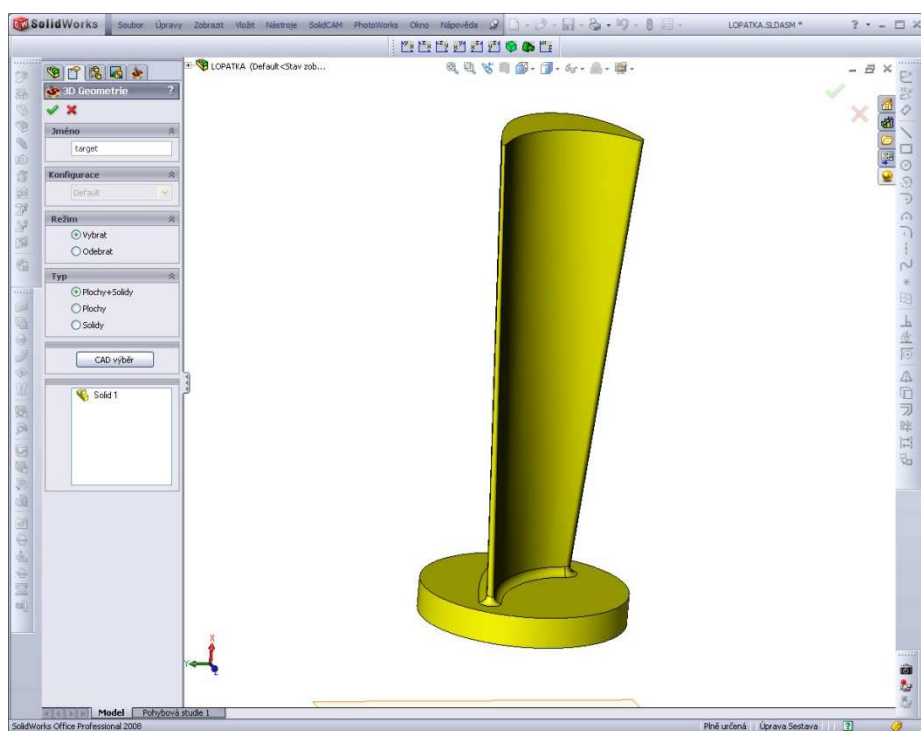 SolidWorks Soubor Úpravy Zobrazit Vložit Nástroje SolidCAM PhotoWorks Okno Nápověda LOPATKA.SLDASM *
LOPATKA (Default<Stav zob...
3D Geometrie ?
Jméno
target
Konfigurace
Default
Režim
Vybrat
Odebrat
Typ
Plochy+Solidy
Plochy
Solidy
CAD výběr
Solid 1
X
Y
Z
Model Pohybová studie 1
SolidWorks Office Professional 2008 Plně určená Úprava Sestava